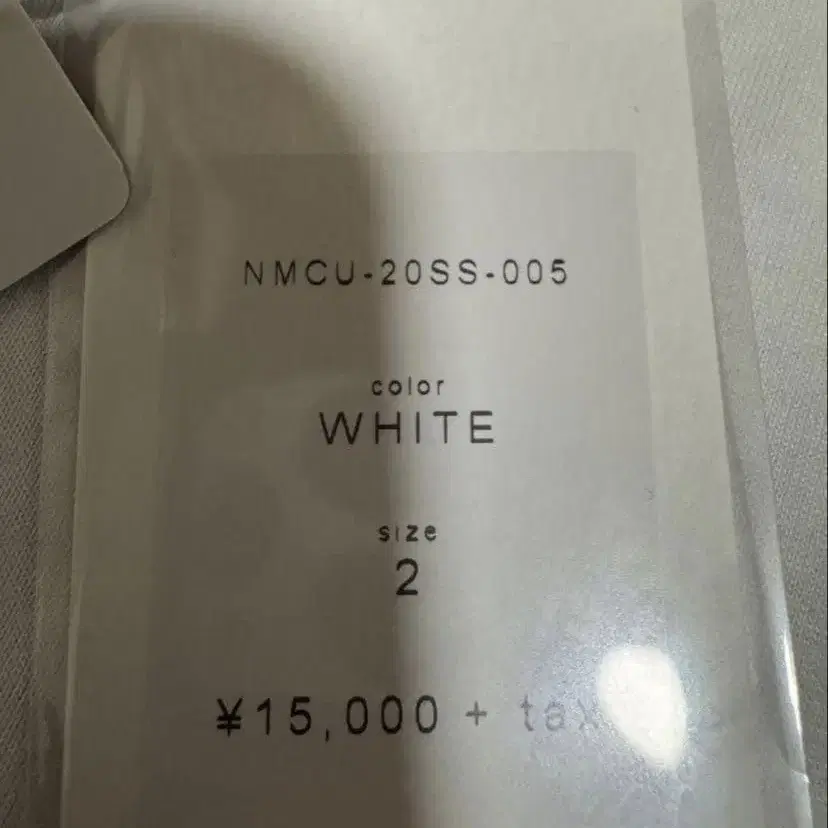 NMCU-20SS-005
color
WHITE
size
2
¥15,000 + tax